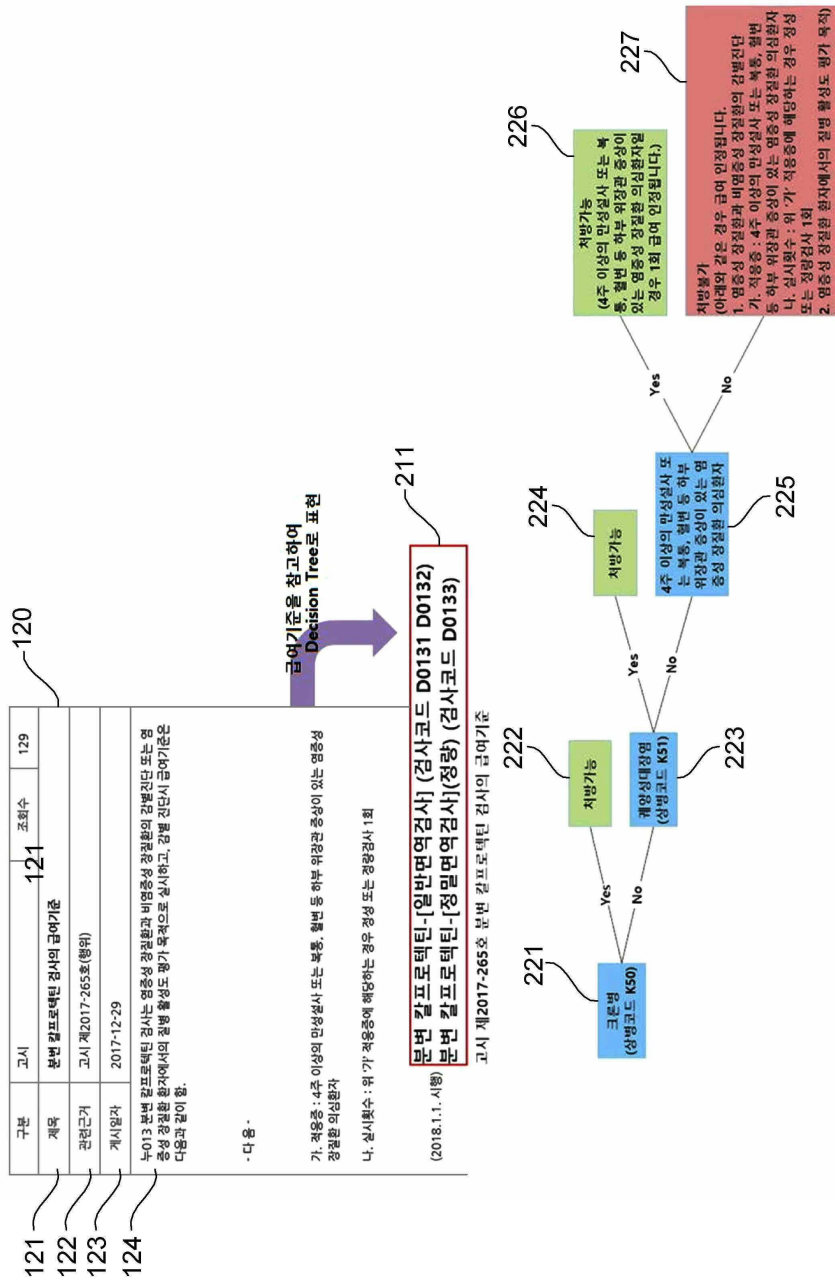 120
구분
고시
조회수
129
121
제목
분변 칼프로텍틴 검사의 급여기준
121
관련근거
고시 제2017-265호(행위)
122
게시일자
2017-12-29
123
누013 분변 칼프로텍틴 검사는 염증성 장질환과 비염증성 장질환의 감별진단 또는 염
증성 장질환 환자에서의 질병 활성도 평가 목적으로 실시하고, 감별 진단시 급여기준은
다음과 같이 함.
124
- 다 음 -
가. 적응증 : 4주 이상의 만성설사 또는 복통, 혈변 등 하부 위장관 증상이 있는 염증성
장질환 의심환자
나. 실시횟수 : 위 '가' 적응증에 해당하는 경우 정성 또는 정량검사 1회
(2018.1.1. 시행)
급여기준을 참고하여
Decision Tree로 표현
211
분변 칼프로텍틴-[일반면역검사] (검사코드 D0131 D0132)
분변 칼프로텍틴-[정밀면역검사](정량) (검사코드 D0133)
고시 제2017-265호 분변 칼프로텍틴 검사의 급여기준
221
크론병
(상병코드 K50)
Yes
No
222
처방가능
궤양성대장염
(상병코드 K51)
223
Yes
No
224
처방가능
4주 이상의 만성설사 또
는 복통, 혈변 등 하부
위장관 증상이 있는 염
증성 장질환 의심환자
225
Yes
No
226
처방가능
(4주 이상의 만성설사 또는 복
통, 혈변 등 하부 위장관 증상이
있는 염증성 장질환 의심환자일
경우 1회 급여 인정됩니다.)
227
처방불가
(아래와 같은 경우 급여 인정됩니다.
1. 염증성 장질환과 비염증성 장질환의 감별진단
가. 적응증 : 4주 이상의 만성설사 또는 복통, 혈변
등 하부 위장관 증상이 있는 염증성 장질환 의심환자
나. 실시횟수 : 위 '가' 적응증에 해당하는 경우 정성
또는 정량검사 1회
2. 염증성 장질환 환자에서의 질병 활성도 평가 목적)